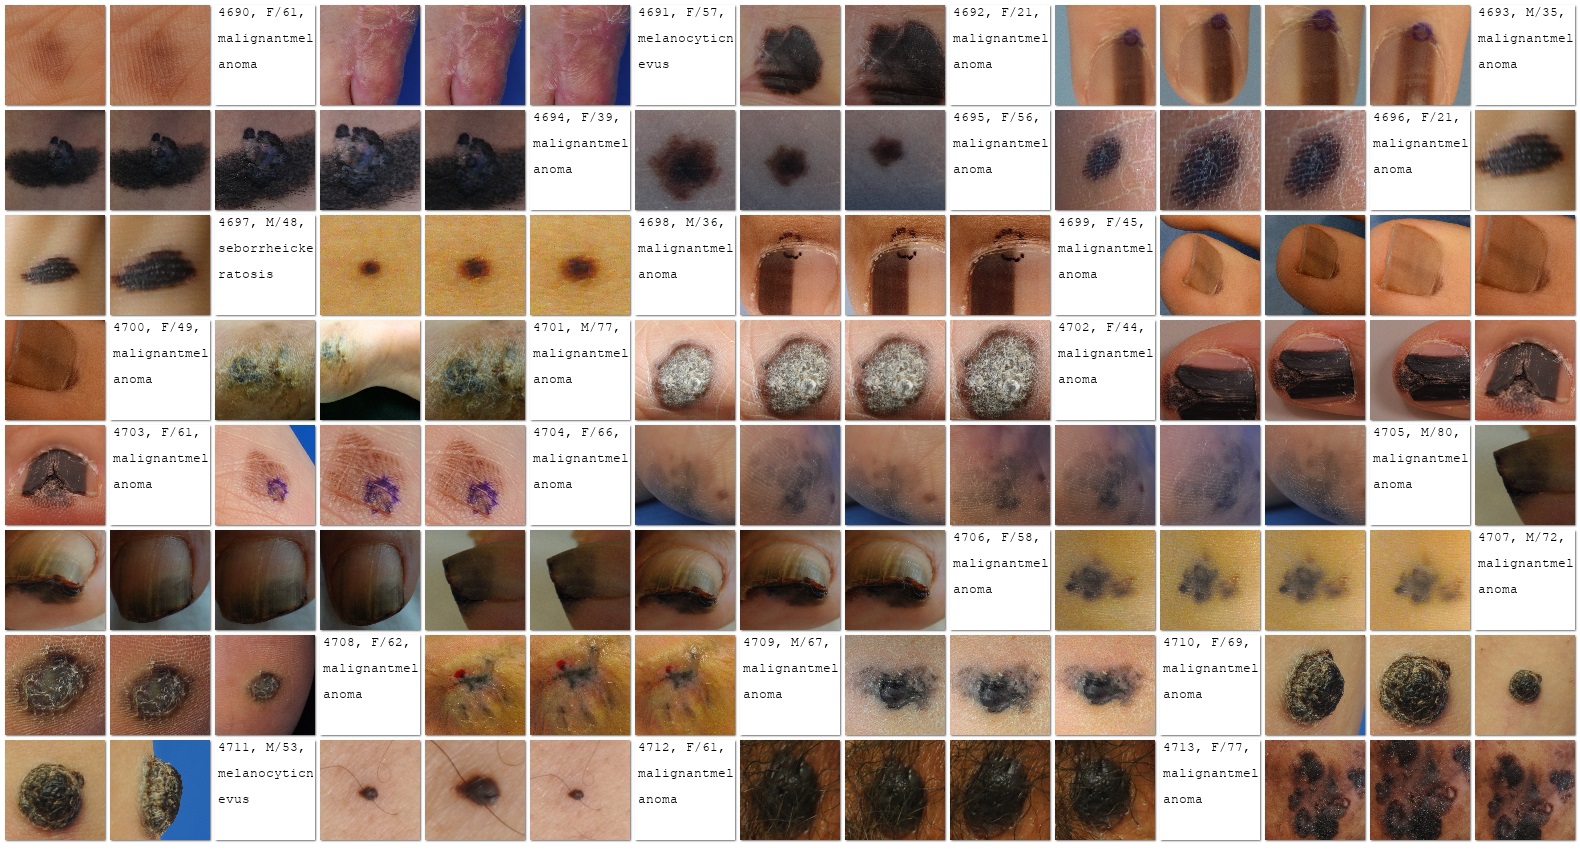 4690, F/61,
malignantmel
anoma
4691, F/57,
melanocyticn
evus
4692, F/21,
malignantmel
anoma
4693, M/35,
malignantmel
anoma
4694, F/39,
malignantmel
anoma
4695, F/56,
malignantmel
anoma
4696, F/21,
malignantmel
anoma
4697, M/48,
seborrheicke
ratosis
4698, M/36,
malignantmel
anoma
4699, F/45,
malignantmel
anoma
4700, F/49,
malignantmel
anoma
4701, M/77,
malignantmel
anoma
4702, F/44,
malignantmel
anoma
4703, F/61,
malignantmel
anoma
4704, F/66,
malignantmel
anoma
4705, M/80,
malignantmel
anoma
4706, F/58,
malignantmel
anoma
4707, M/72,
malignantmel
anoma
4708, F/62,
malignantmel
anoma
4709, M/67,
malignantmel
anoma
4710, F/69,
malignantmel
anoma
4711, M/53,
melanocyticn
evus
4712, F/61,
malignantmel
anoma
4713, F/77,
malignantmel
anoma